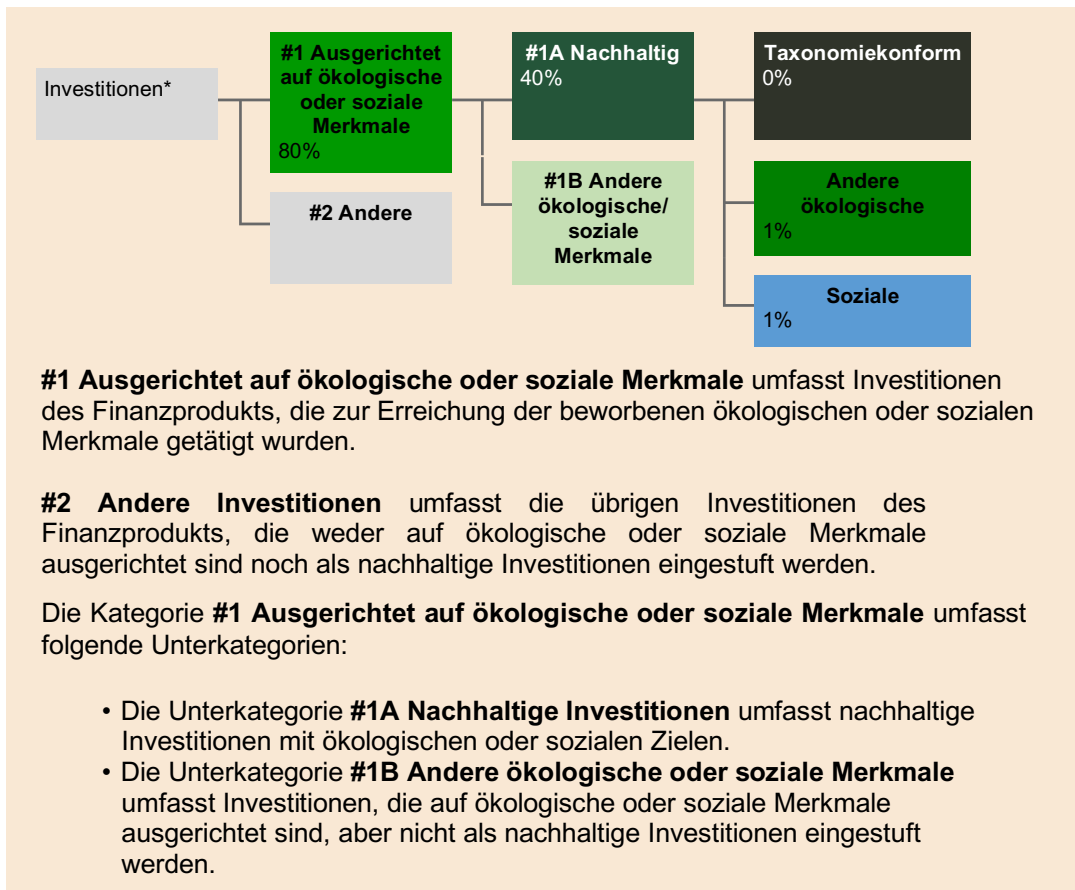 Investitionen*
#1 Ausgerichtet
auf ökologische
oder soziale
Merkmale
80%
#2 Andere
#1A Nachhaltig
40%
#1B Andere
ökologische/
soziale
Merkmale
Taxonomiekonform
0%
Andere
ökologische
1%
Soziale
1%
#1 Ausgerichtet auf ökologische oder soziale Merkmale umfasst Investitionen
des Finanzprodukts, die zur Erreichung der beworbenen ökologischen oder sozialen
Merkmale getätigt wurden.
#2 Andere Investitionen umfasst die übrigen Investitionen des
Finanzprodukts, die weder auf ökologische oder soziale Merkmale
ausgerichtet sind noch als nachhaltige Investitionen eingestuft werden.
Die Kategorie #1 Ausgerichtet auf ökologische oder soziale Merkmale umfasst
folgende Unterkategorien:
• Die Unterkategorie #1A Nachhaltige Investitionen umfasst nachhaltige
Investitionen mit ökologischen oder sozialen Zielen.
• Die Unterkategorie #1B Andere ökologische oder soziale Merkmale
umfasst Investitionen, die auf ökologische oder soziale Merkmale
ausgerichtet sind, aber nicht als nachhaltige Investitionen eingestuft
werden.